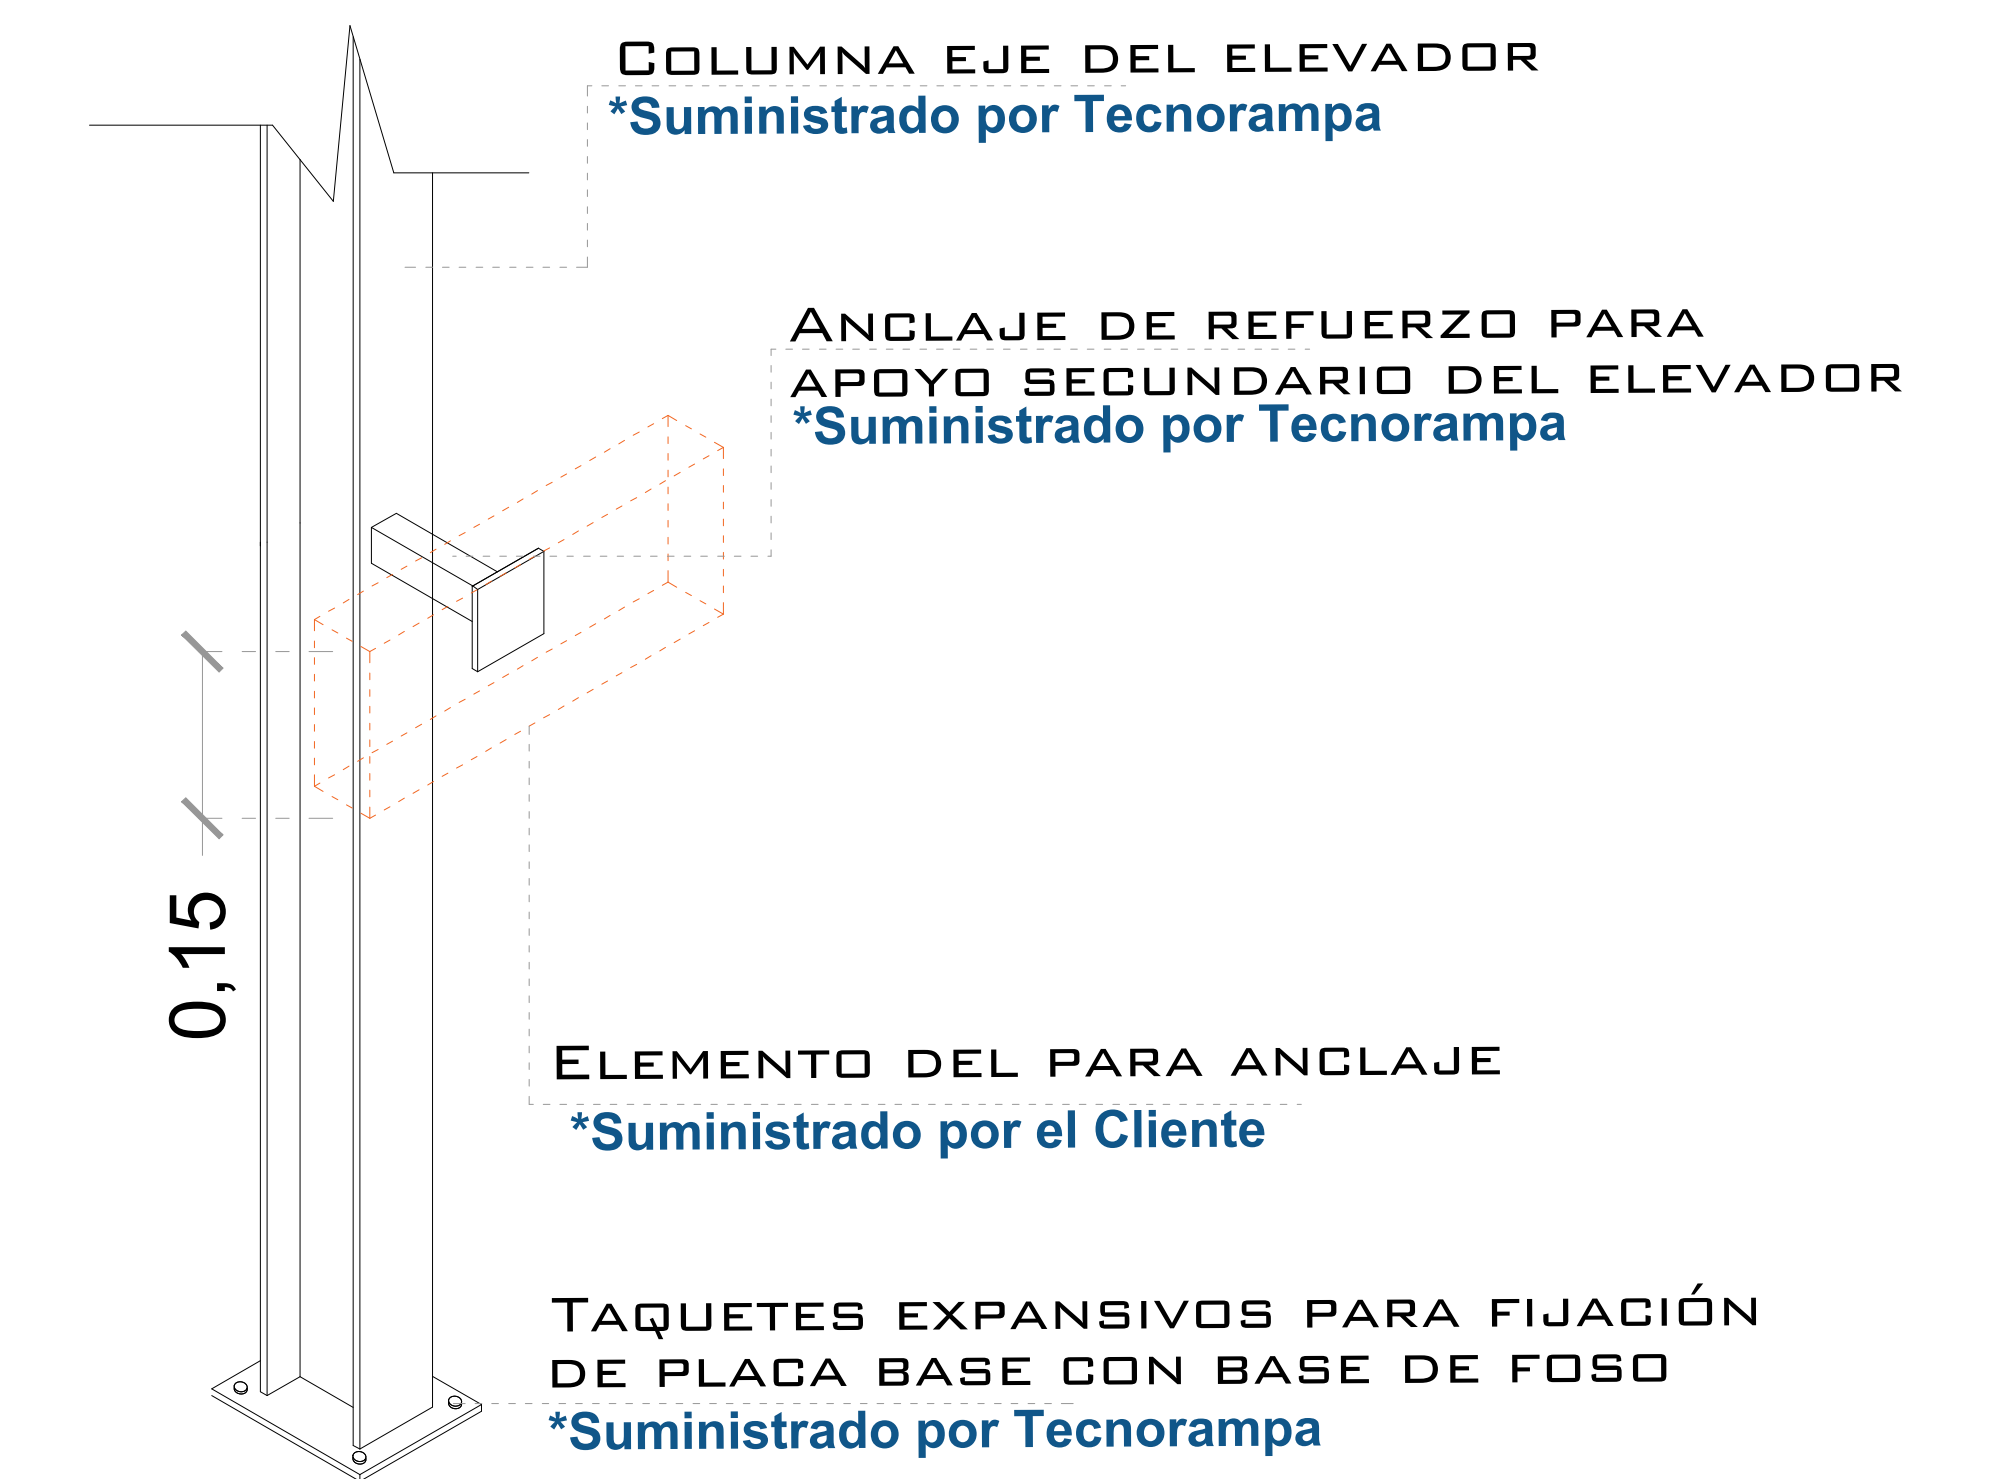 COLUMNA EJE DEL ELEVADOR
*Suministrado por Tecnorampa
ANCLAJE DE REFUERZO PARA
APOYO SECUNDARIO DEL ELEVADOR
*Suministrado por Tecnorampa
0,15
ELEMENTO DEL PARA ANCLAJE
*Suministrado por el Cliente
TAQUETES EXPANSIVOS PARA FIJACIÓN
DE PLACA BASE CON BASE DE FOSO
*Suministrado por Tecnorampa